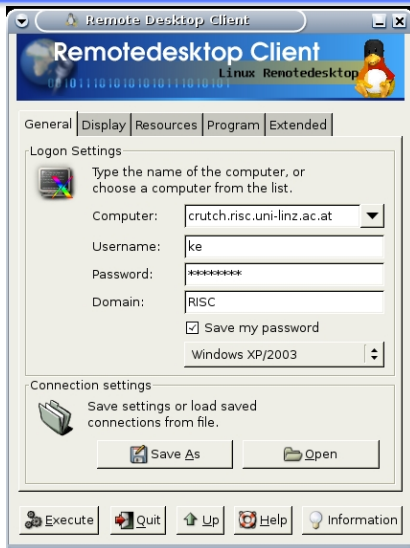 Remote Desktop Client
Remotedesktop Client
Linux Remotedesktop
General Display Resources Program Extended
Logon Settings
Type the name of the computer, or
choose a computer from the list.
Computer: crutch.risc.uni-linz.ac.at
Username: ke
Password: ********
Domain: RISC
Save my password
Windows XP/2003
Connection settings
Save settings or load saved
connections from file.
Save As Open
Execute Quit Up Help Information